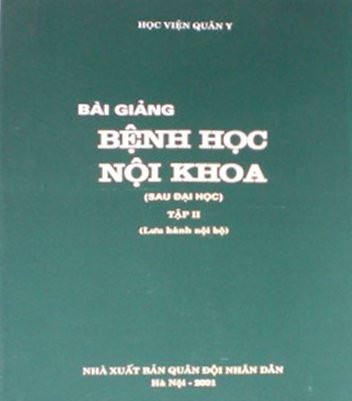 HỌC VIỆN QUÂN Y
BÀI GIẢNG
BỆNH HỌC
NỘI KHOA
(SAU ĐẠI HỌC)
TẬP II
(Lưu hành nội bộ)
NHÀ XUẤT BẢN QUÂN ĐỘI NHÂN DÂN
Hà Nội - 2001